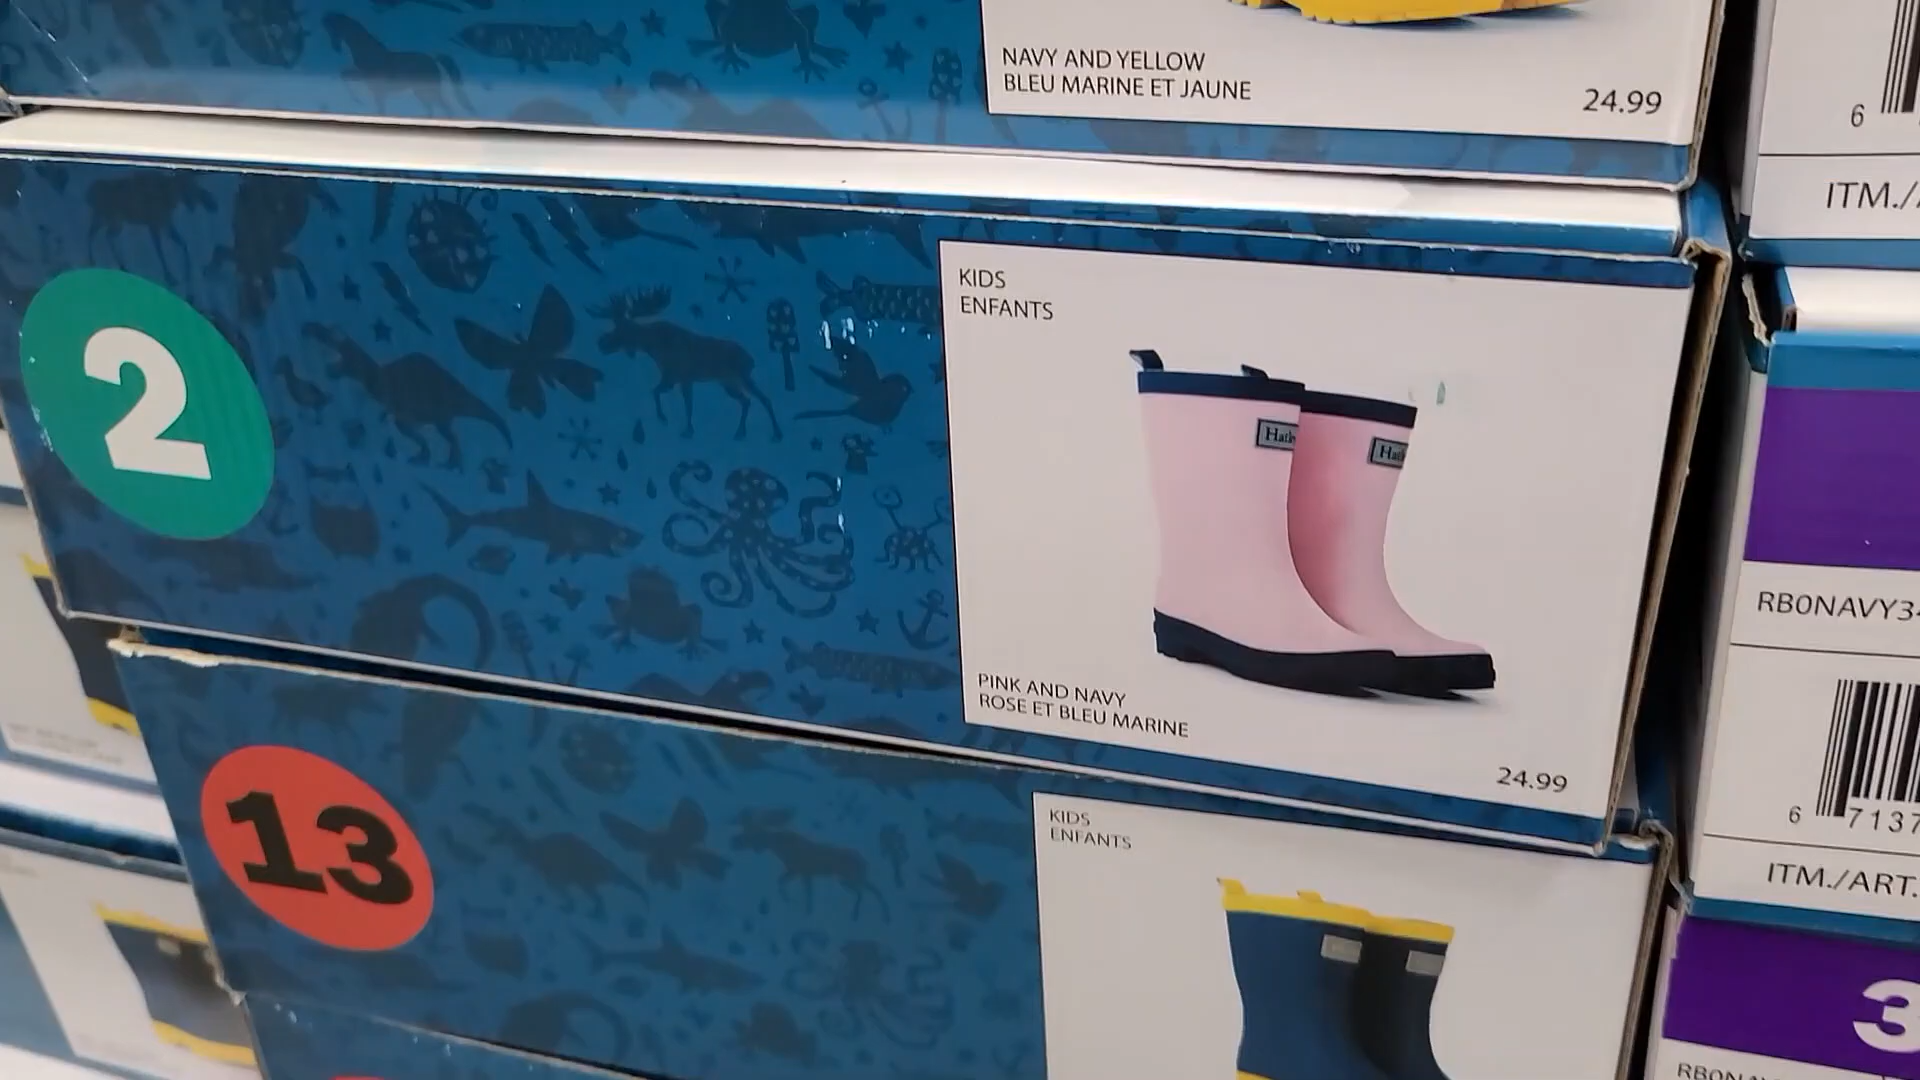 NAVY AND YELLOW
BLEU MARINE ET JAUNE
24.99
6
ITM./
2
KIDS
ENFANTS
PINK AND NAVY
ROSE ET BLEU MARINE
24.99
RB0NAVY3
6 7137
ITM./ART.
13
KIDS
ENFANTS
3